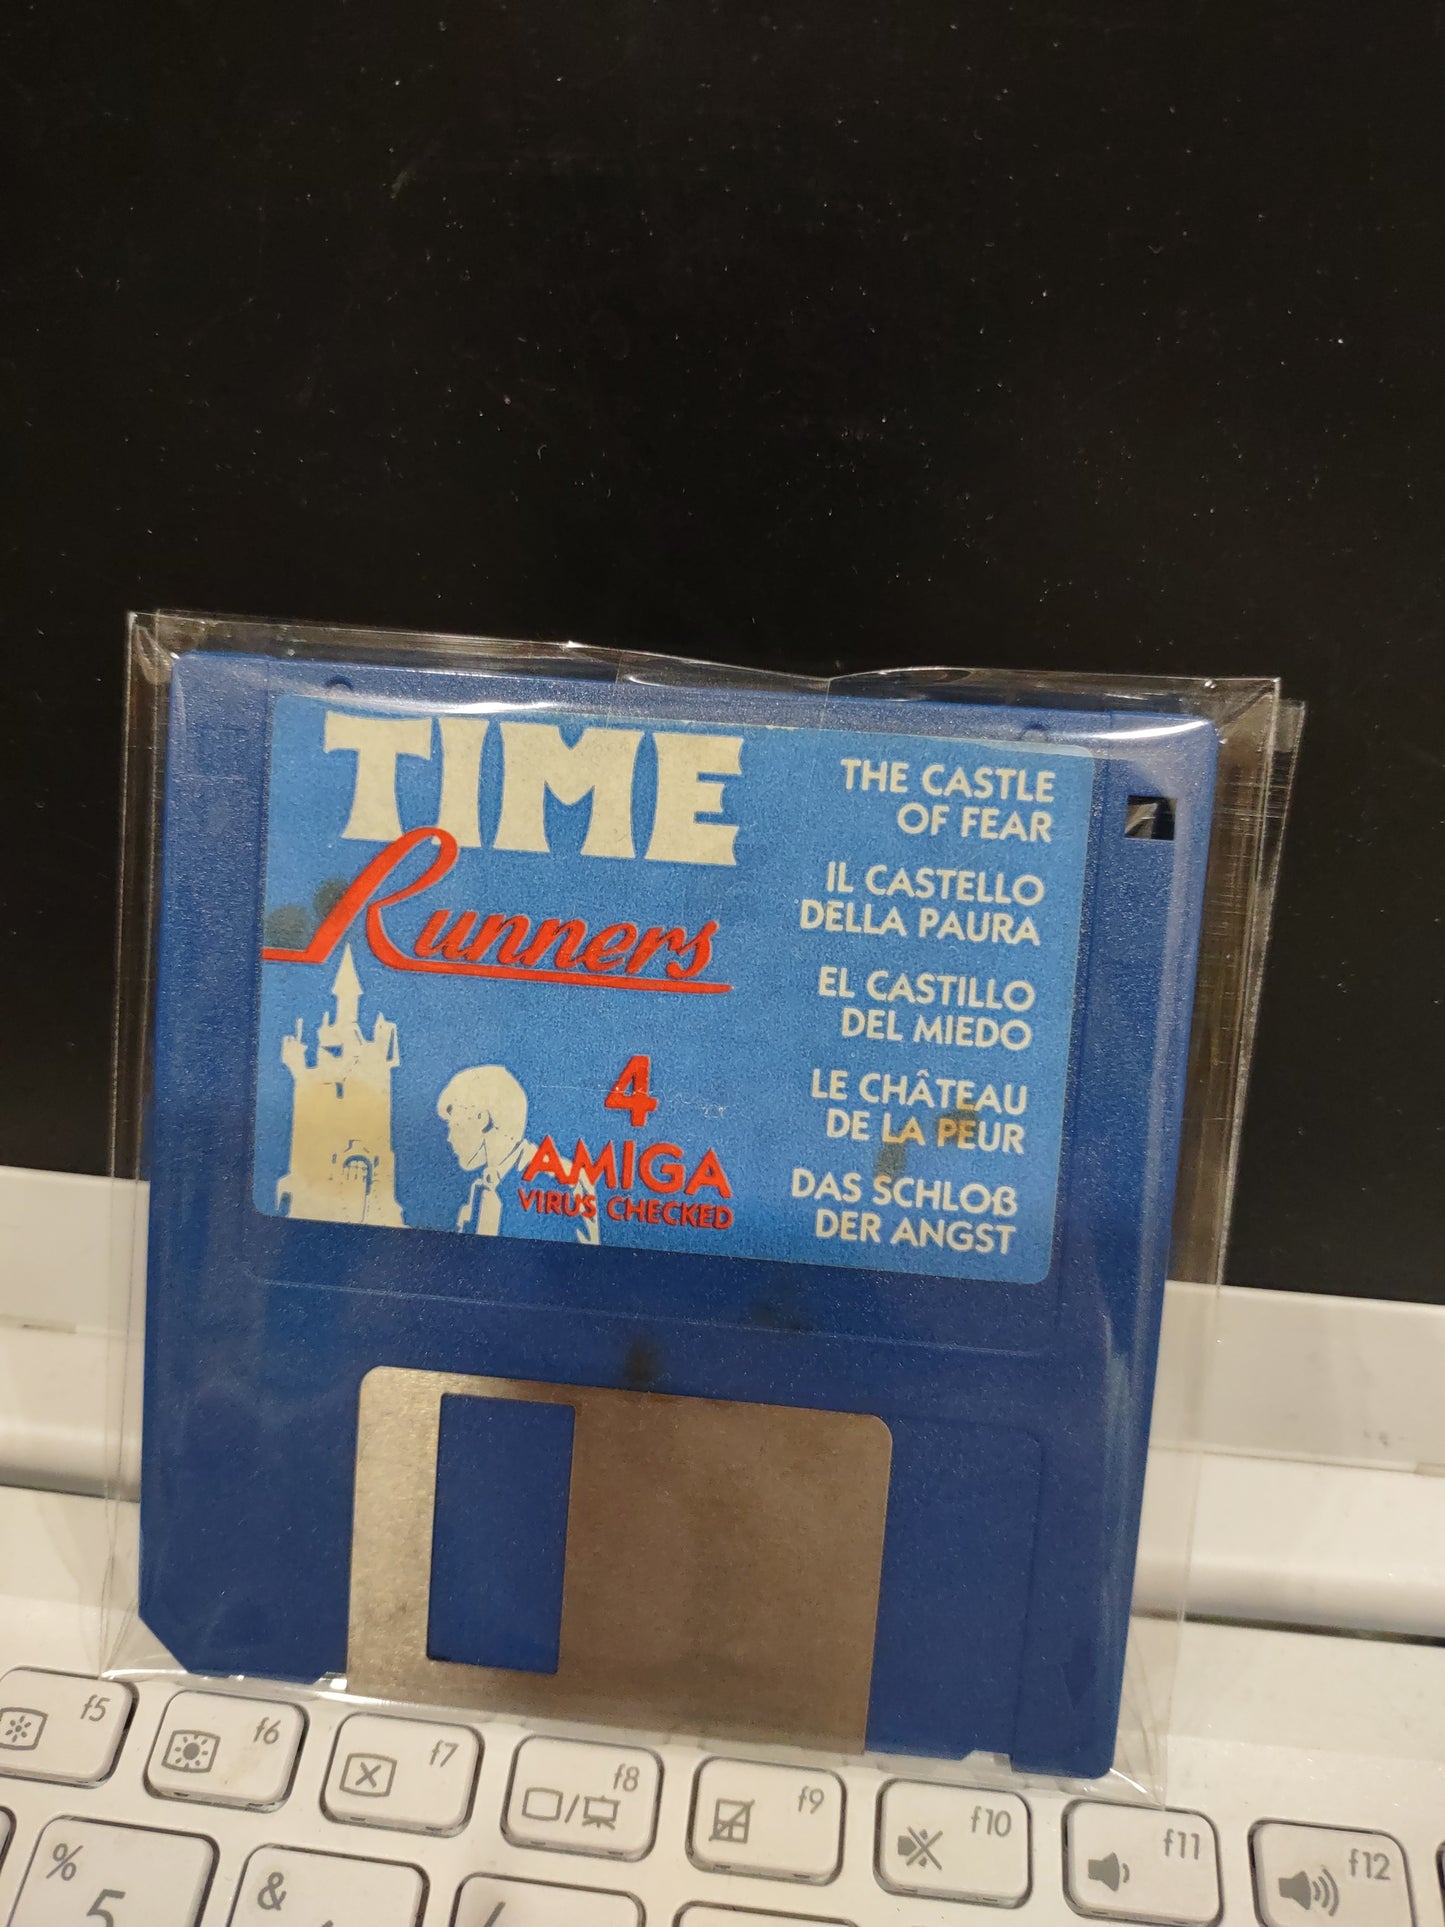 TIME
Runners
4
AMIGA
VIRUS CHECKED
THE CASTLE
OF FEAR
IL CASTELLO
DELLA PAURA
EL CASTILLO
DEL MIEDO
LE CHÂTEAU
DE LA PEUR
DAS SCHLOß
DER ANGST
f5
f6
f7
f8
f9
f10
f11
f12
%
5
&